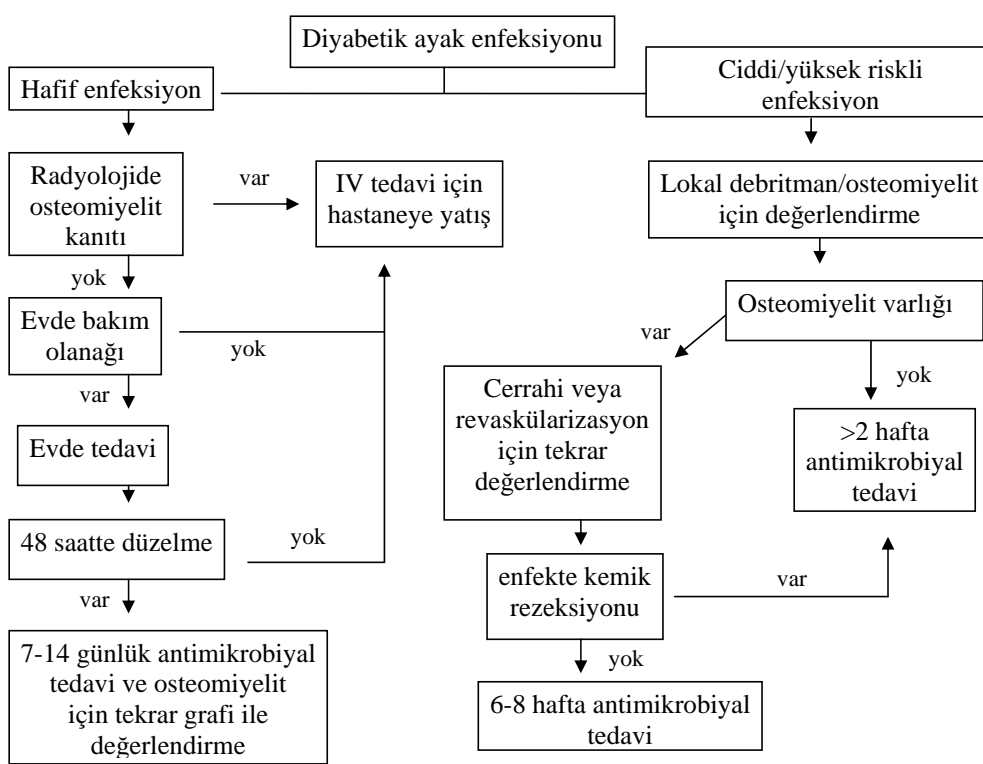 Diyabetik ayak enfeksiyonu
Hafif enfeksiyon
Ciddi/yüksek riskli
enfeksiyon
Radyolojide
osteomiyelit
kanıtı
var
IV tedavi için
hastaneye yatış
Lokal debritman/osteomiyelit
için değerlendirme
yok
Evde bakım
olanağı
yok
Osteomiyelit varlığı
var
var
yok
Evde tedavi
Cerrahi veya
revaskülarizasyon
için tekrar
değerlendirme
>2 hafta
antimikrobiyal
tedavi
48 saatte düzelme
yok
var
enfekte kemik
rezeksiyonu
var
7-14 günlük antimikrobiyal
tedavi ve osteomiyelit
için tekrar grafi ile
değerlendirme
yok
6-8 hafta antimikrobiyal
tedavi